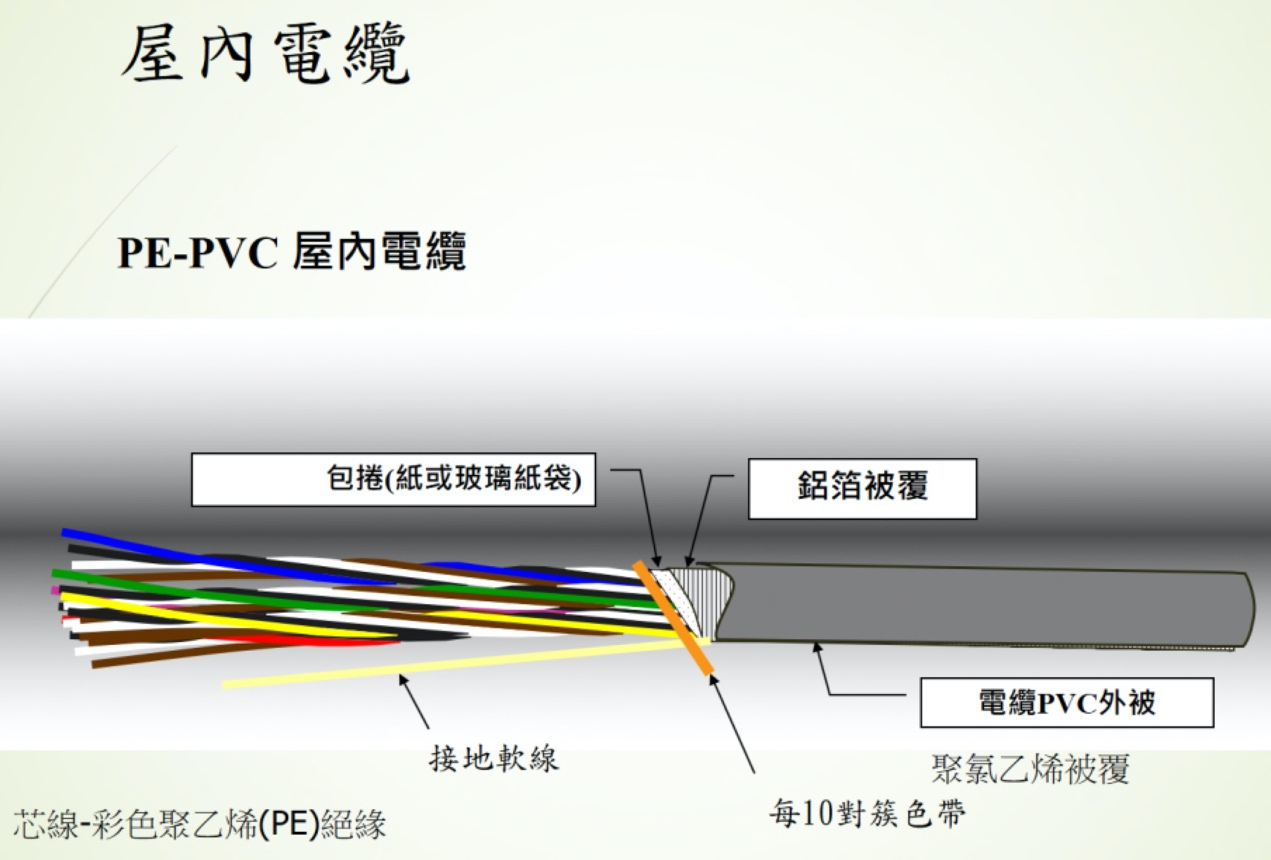 屋內電纜
PE-PVC 屋內電纜
包捲(紙或玻璃紙袋)
鋁箔被覆
電纜PVC外被
接地軟線
聚氯乙烯被覆
每10對簇色帶
芯線-彩色聚乙烯(PE)絕緣